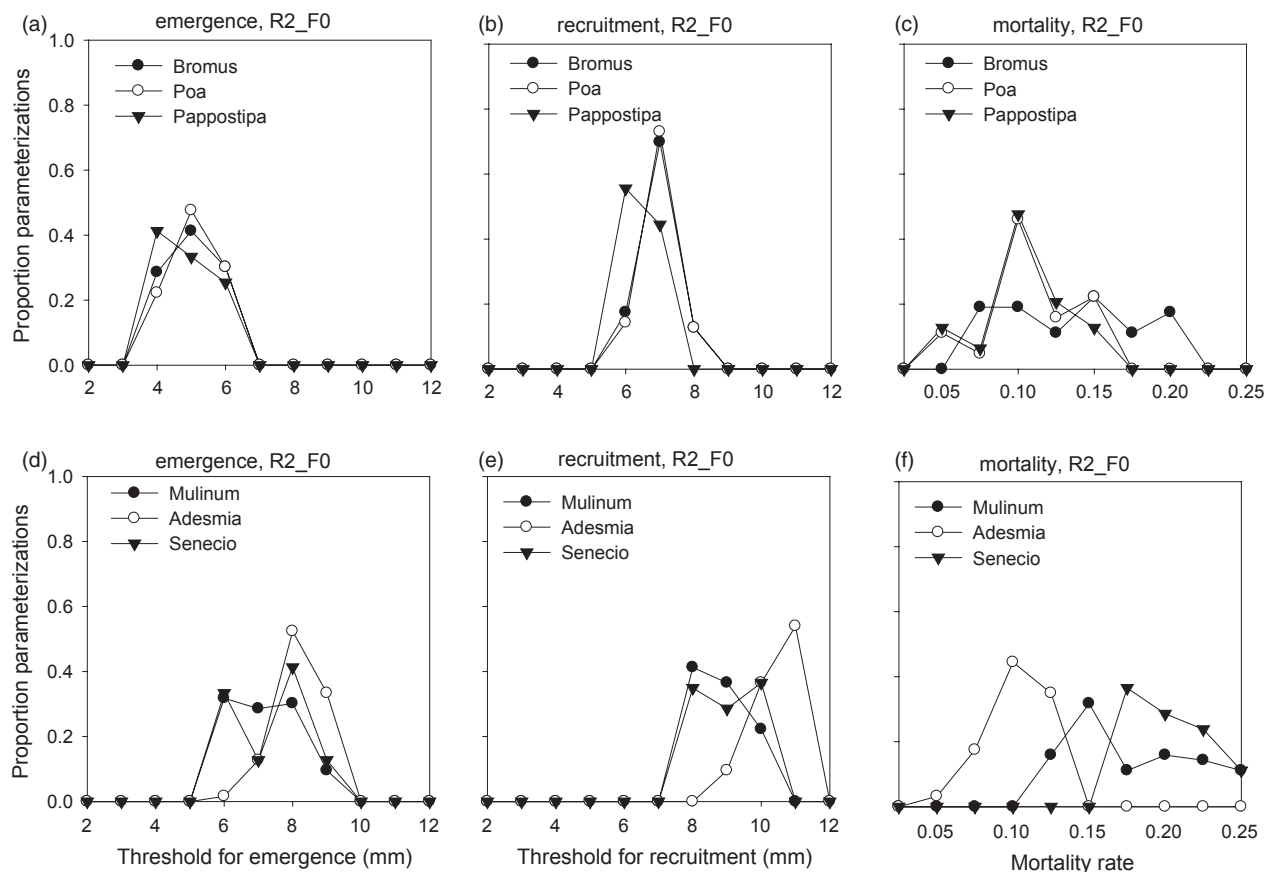 (a) emergence, R2_F0
(b) recruitment, R2_F0
(c) mortality, R2_F0
Proportion parameterizations
1.0
0.8
0.6
0.4
0.2
0.0
Bromus
Poa
Pappostipa
2 4 6 8 10 12
Bromus
Poa
Pappostipa
2 4 6 8 10 12
Bromus
Poa
Pappostipa
0.05 0.10 0.15 0.20 0.25
(d) emergence, R2_F0
(e) recruitment, R2_F0
(f) mortality, R2_F0
Proportion parameterizations
1.0
0.8
0.6
0.4
0.2
0.0
Mulinum
Adesmia
Senecio
2 4 6 8 10 12
Threshold for emergence (mm)
Mulinum
Adesmia
Senecio
2 4 6 8 10 12
Threshold for recruitment (mm)
Mulinum
Adesmia
Senecio
0.05 0.10 0.15 0.20 0.25
Mortality rate